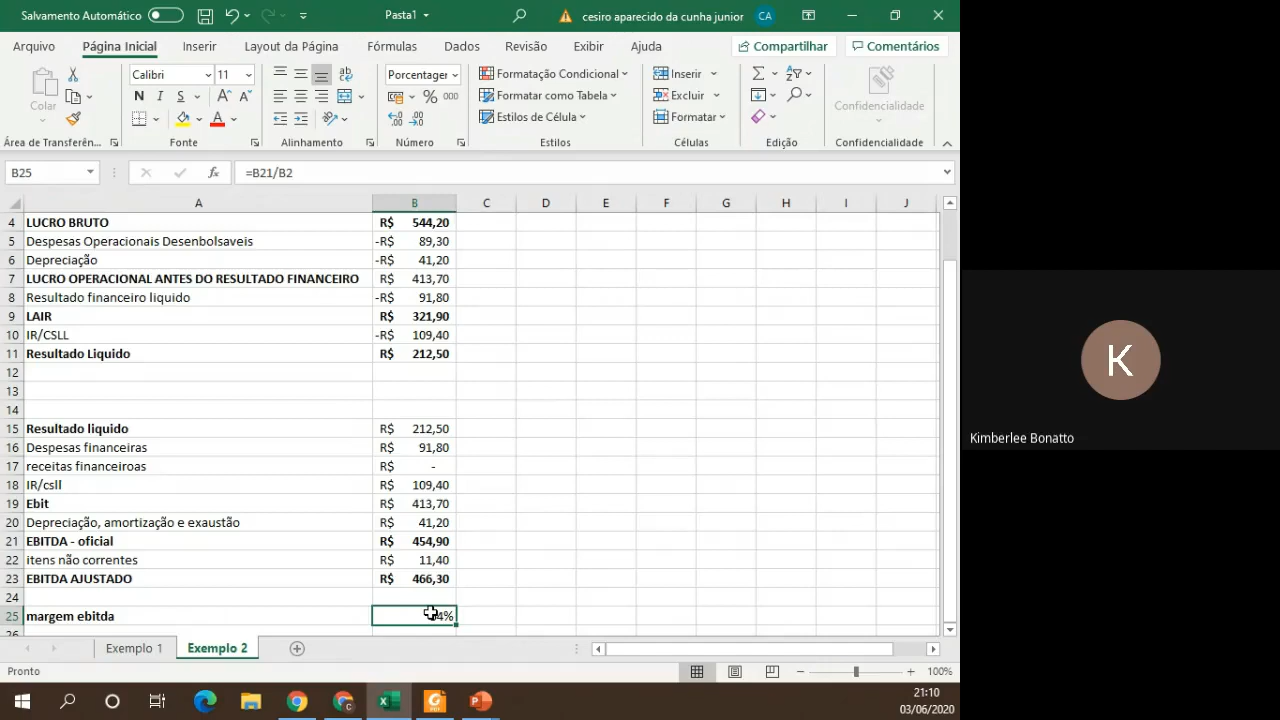 Salvamento Automático
Pasta1
cesiro aparecido da cunha junior
CA
Arquivo
Página Inicial
Inserir
Layout da Página
Fórmulas
Dados
Revisão
Exibir
Ajuda
Compartilhar
Comentários
Colar
Calibri
11
N I S
Porcentagem
% 000
Formatação Condicional
Formatar como Tabela
Estilos de Célula
Inserir
Excluir
Formatar
Confidencialidade
Área de Transferên...
Fonte
Alinhamento
Número
Estilos
Células
Edição
Confidencialidade
B25
fx
=B21/B2
A B C D E F G H I J
4 LUCRO BRUTO R$ 544,20
5 Despesas Operacionais Desenbolsaveis -R$ 89,30
6 Depreciação -R$ 41,20
7 LUCRO OPERACIONAL ANTES DO RESULTADO FINANCEIRO R$ 413,70
8 Resultado financeiro liquido -R$ 91,80
9 LAIR R$ 321,90
10 IR/CSLL -R$ 109,40
11 Resultado Liquido R$ 212,50
12
13
14
15 Resultado liquido R$ 212,50
16 Despesas financeiras R$ 91,80
17 receitas financeiroas R$ -
18 IR/csll R$ 109,40
19 Ebit R$ 413,70
20 Depreciação, amortização e exaustão R$ 41,20
21 EBITDA - oficial R$ 454,90
22 itens não correntes R$ 11,40
23 EBITDA AJUSTADO R$ 466,30
24
25 margem ebitda
26
Exemplo 1
Exemplo 2
Pronto
100%
21:10
03/06/2020
K
Kimberlee Bonatto